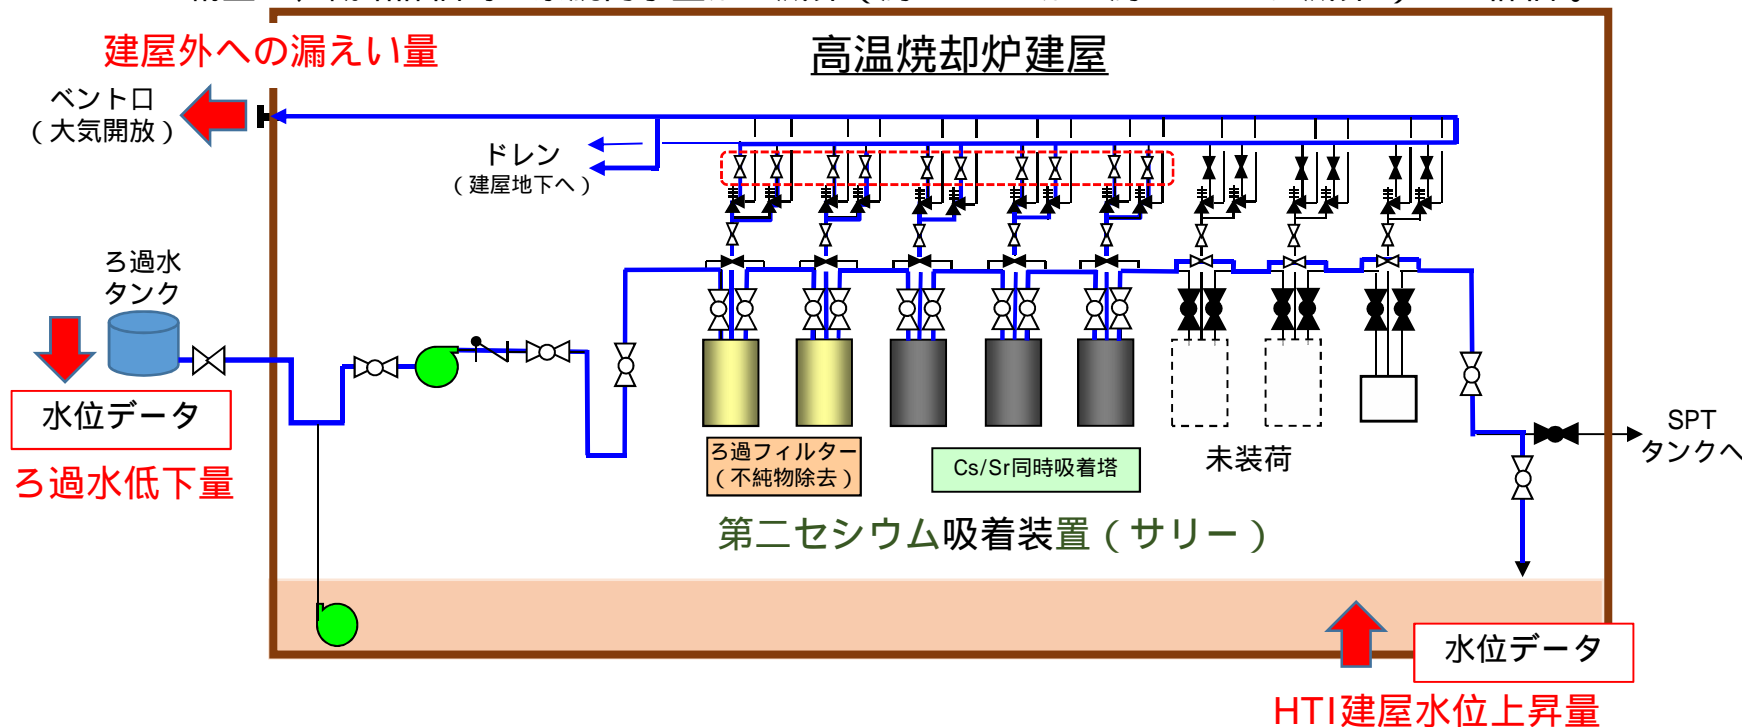 建屋外への漏えい量
高温焼却炉建屋
ベント口
（大気開放）
ドレン
（建屋地下へ）
ろ過水
タンク
水位データ
ろ過水低下量
ろ過フィルター
（不純物除去）
Cs/Sr同時吸着塔
未装荷
SPT
タンクへ
第二セシウム吸着装置（サリー）
水位データ
HTI建屋水位上昇量